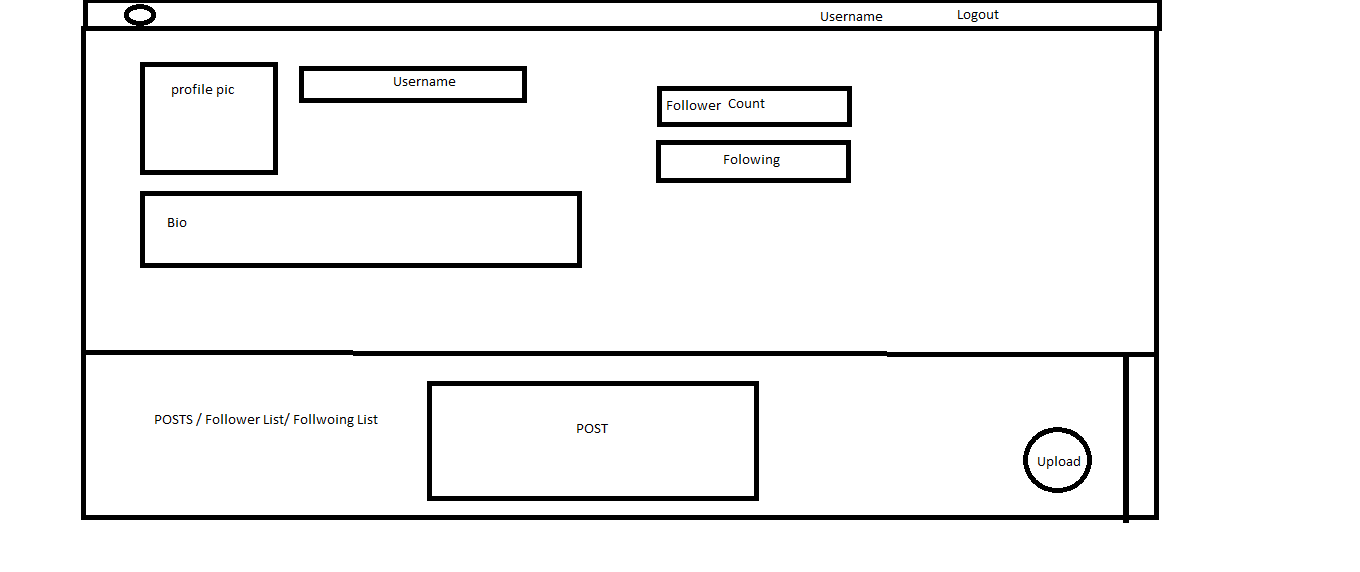 Username Logout
profile pic
Username
Follower Count
Folowing
Bio
POSTS / Follower List/ Follwoing List
POST
Upload